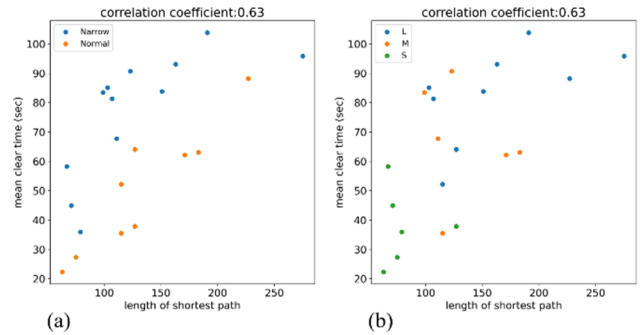 correlation coefficient:0.63
Narrow
Normal
mean clear time (sec)
100
90
80
70
60
50
40
30
20
100
150
200
250
length of shortest path
(a)
correlation coefficient:0.63
L
M
S
mean clear time (sec)
100
90
80
70
60
50
40
30
20
100
150
200
250
length of shortest path
(b)